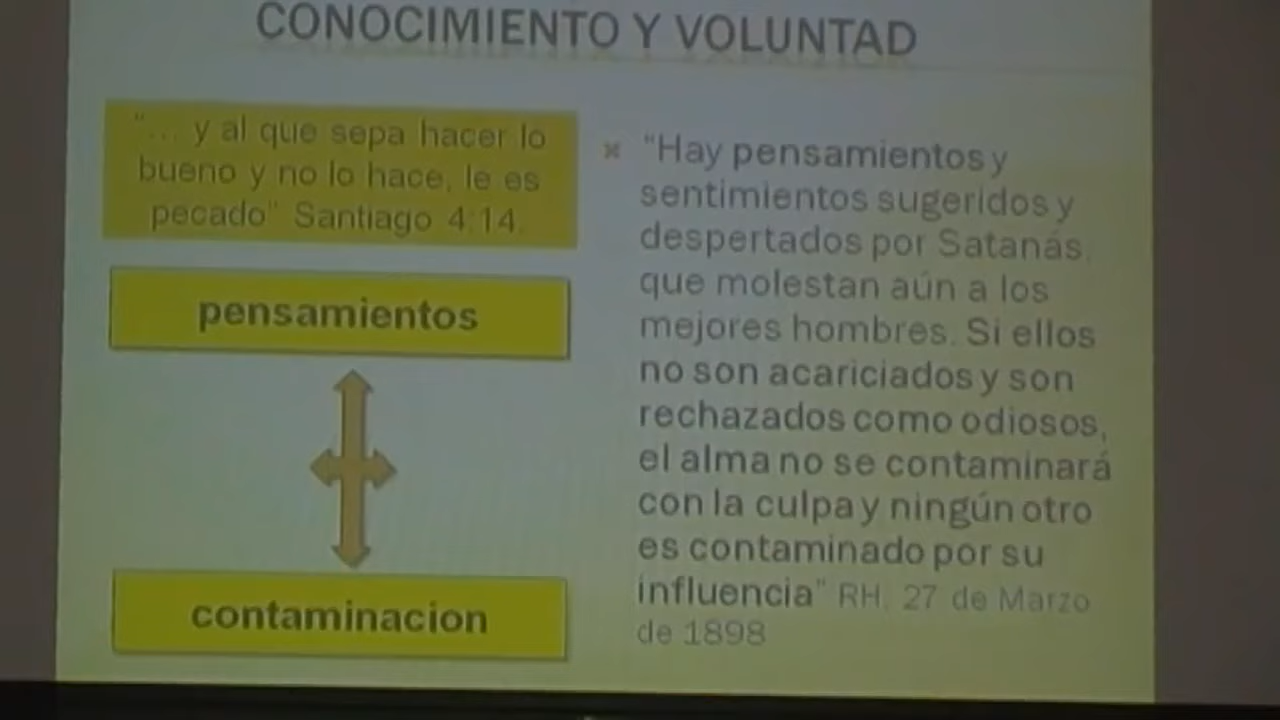 CONOCIMIENTO Y VOLUNTAD
"... y al que sepa hacer lo
bueno y no lo hace, le es
pecado" Santiago 4:14.
pensamientos
contaminacion
"Hay pensamientos y
sentimientos sugeridos y
despertados por Satanás,
que molestan aún a los
mejores hombres. Si ellos
no son acariciados y son
rechazados como odiosos,
el alma no se contaminará
con la culpa y ningún otro
es contaminado por su
influencia" RH, 27 de Marzo
de 1898